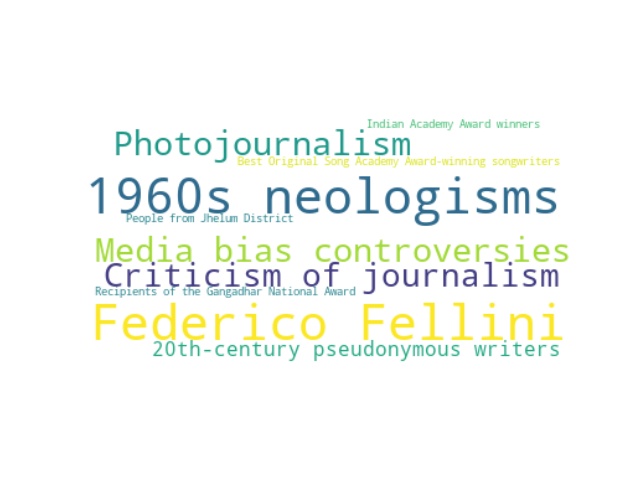 Indian Academy Award winners
Photojournalism
Best Original Song Academy Award-winning songwriters
1960s neologisms
People from Jhelum District
Media bias controversies
Criticism of journalism
Recipients of the Gangadhar National Award
Federico Fellini
20th-century pseudonymous writers